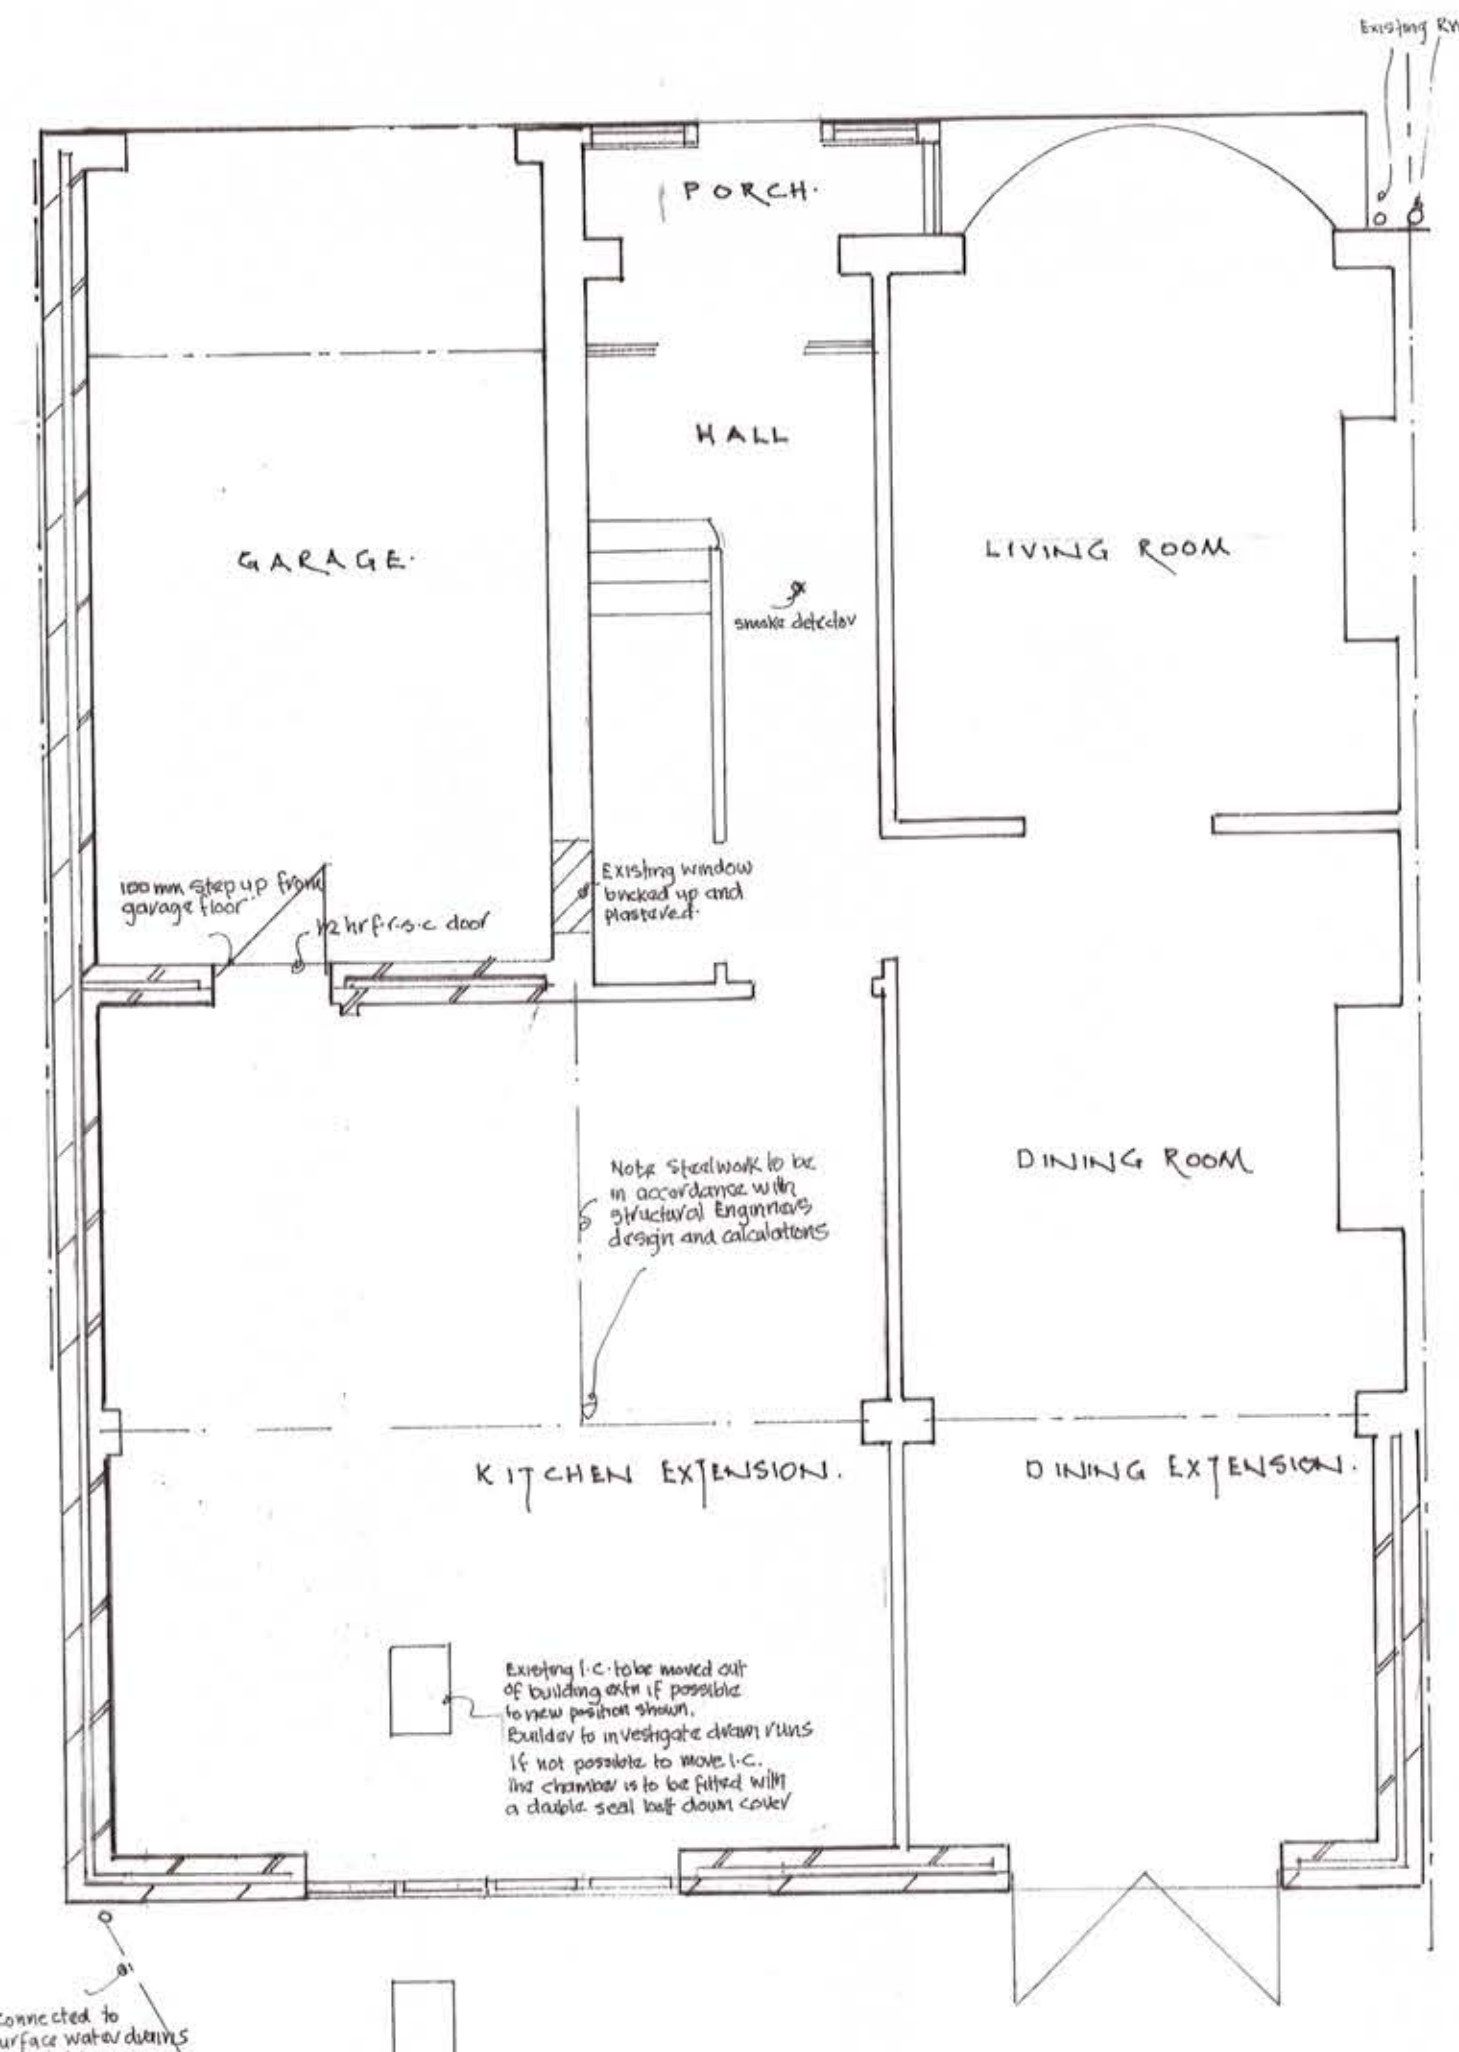 Existing RW
PORCH.
HALL
GARAGE.
LIVING ROOM
smoke detector
100mm step up from
garage floor
1/2 hr f.r.s.c door
Existing window
bricked up and
plastered.
DINING ROOM
Note Steelwork to be
in accordance with
Structural Engineers
design and calculations
KITCHEN EXTENSION.
DINING EXTENSION.
Existing I.C. to be moved out
of building extn if possible
to new position shown.
Builder to investigate drain runs
If not possible to move I.C.
the chamber is to be fitted with
a double seal bolt down cover
connected to
surface water drains